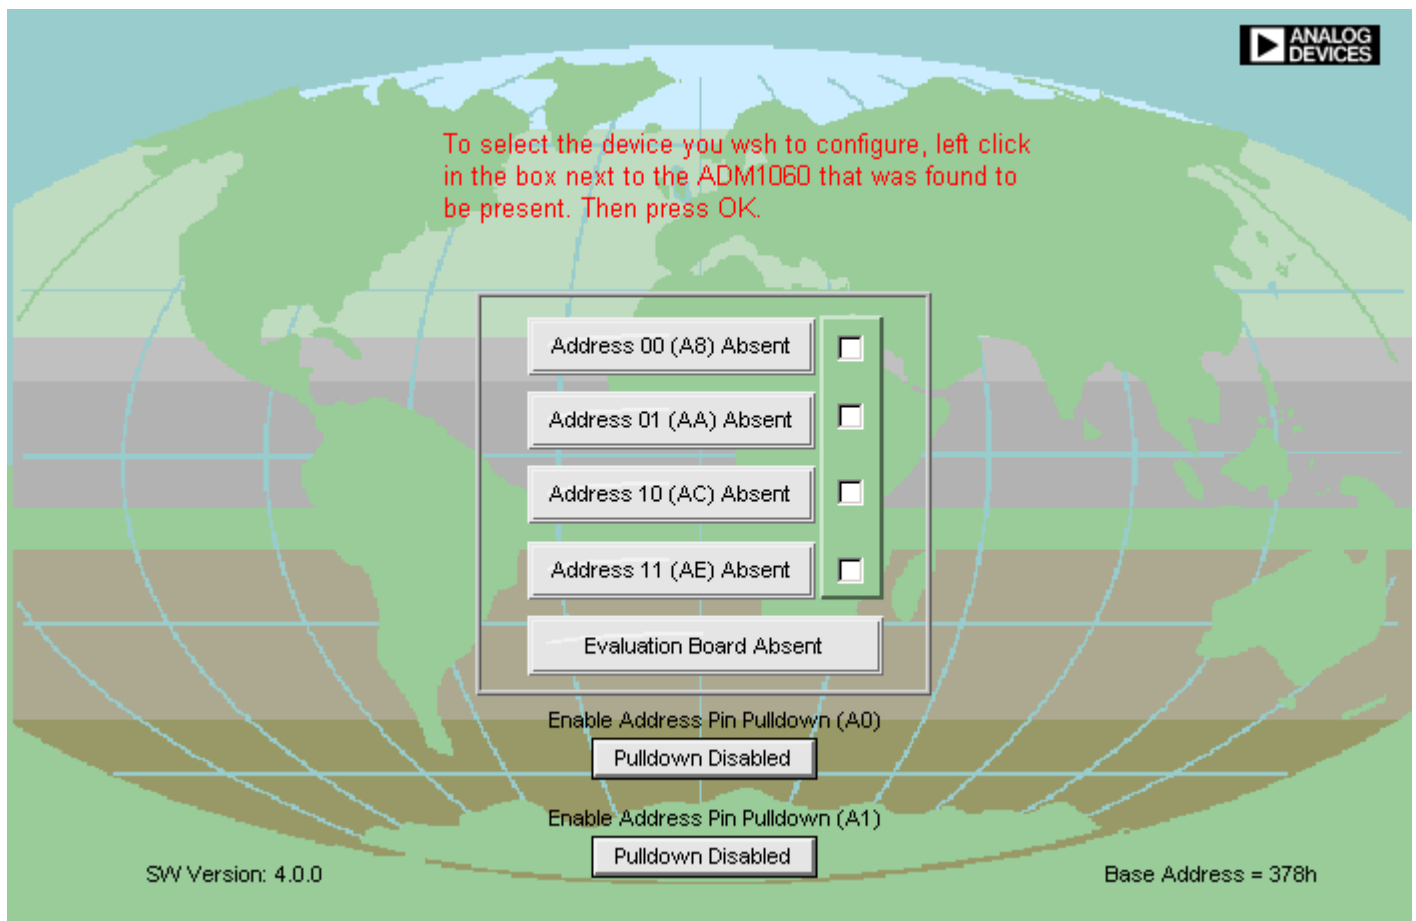 ANALOG
DEVICES
To select the device you wsh to configure, left click
in the box next to the ADM1060 that was found to
be present. Then press OK.
Address 00 (A8) Absent
Address 01 (AA) Absent
Address 10 (AC) Absent
Address 11 (AE) Absent
Evaluation Board Absent
Enable Address Pin Pulldown (A0)
Pulldown Disabled
Enable Address Pin Pulldown (A1)
Pulldown Disabled
SW Version: 4.0.0
Base Address = 378h